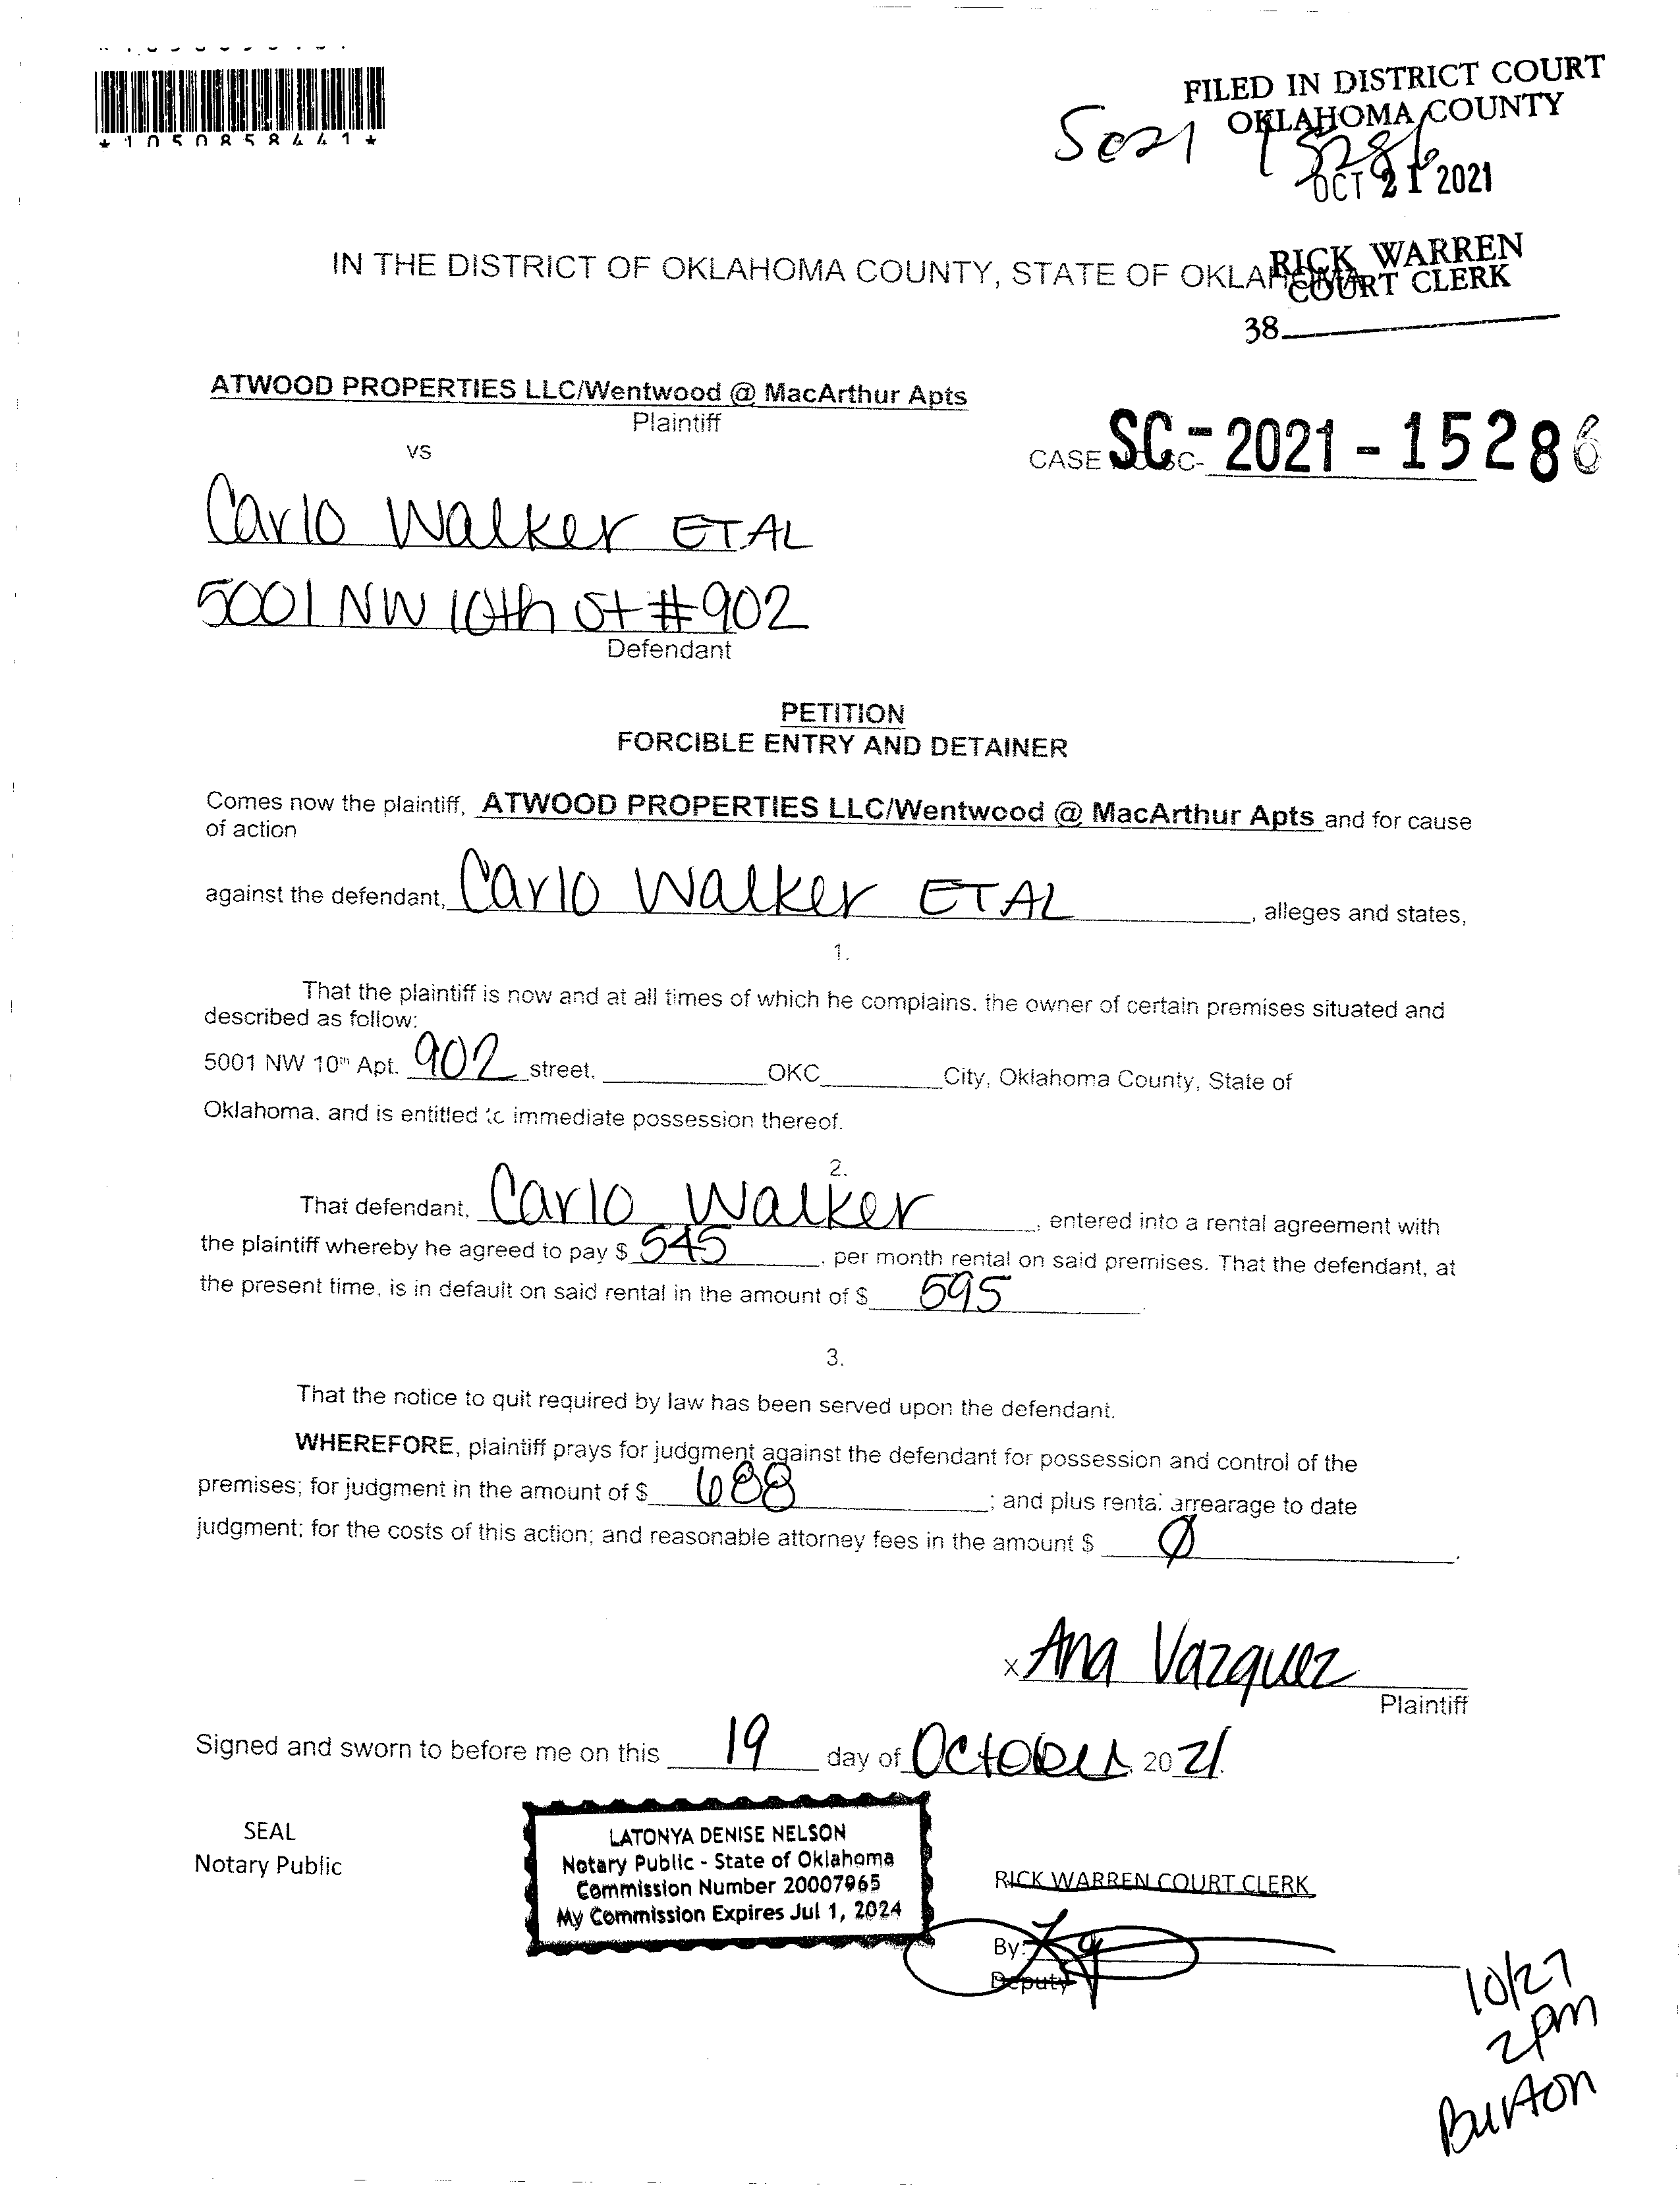 *1050858441*
FILED IN DISTRICT COURT
OKLAHOMA COUNTY
OCT 21 2021
IN THE DISTRICT OF OKLAHOMA COUNTY, STATE OF OKLAHOMA
RICK WARREN
COURT CLERK
38
ATWOOD PROPERTIES LLC/Wentwood @ MacArthur Apts
Plaintiff
vs
CASE SC-2021-15286
Carlo Walker ETAL
5001 NW 10th St #902
Defendant
PETITION
FORCIBLE ENTRY AND DETAINER
Comes now the plaintiff, ATWOOD PROPERTIES LLC/Wentwood @ MacArthur Apts and for cause
of action
against the defendant, Carlo Walker ETAL, alleges and states,
1.
That the plaintiff is now and at all times of which he complains, the owner of certain premises situated and
described as follow:
5001 NW 10th Apt. 902 street, OKC City, Oklahoma County, State of
Oklahoma, and is entitled to immediate possession thereof.
2.
That defendant, Carlo Walker, entered into a rental agreement with
the plaintiff whereby he agreed to pay $ 545, per month rental on said premises. That the defendant, at
the present time, is in default on said rental in the amount of $ 595.
3.
That the notice to quit required by law has been served upon the defendant.
WHEREFORE, plaintiff prays for judgment against the defendant for possession and control of the
premises; for judgment in the amount of $ 688; and plus rental arrearage to date
judgment; for the costs of this action; and reasonable attorney fees in the amount $ Ø.
x Ana Vazquez
Plaintiff
Signed and sworn to before me on this 19 day of October, 2021.
SEAL
Notary Public
LATONYA DENISE NELSON
Notary Public - State of Oklahoma
Commission Number 20007965
My Commission Expires Jul 1, 2024
RICK WARREN COURT CLERK
By:
Deputy
10/27
2pm
Burton